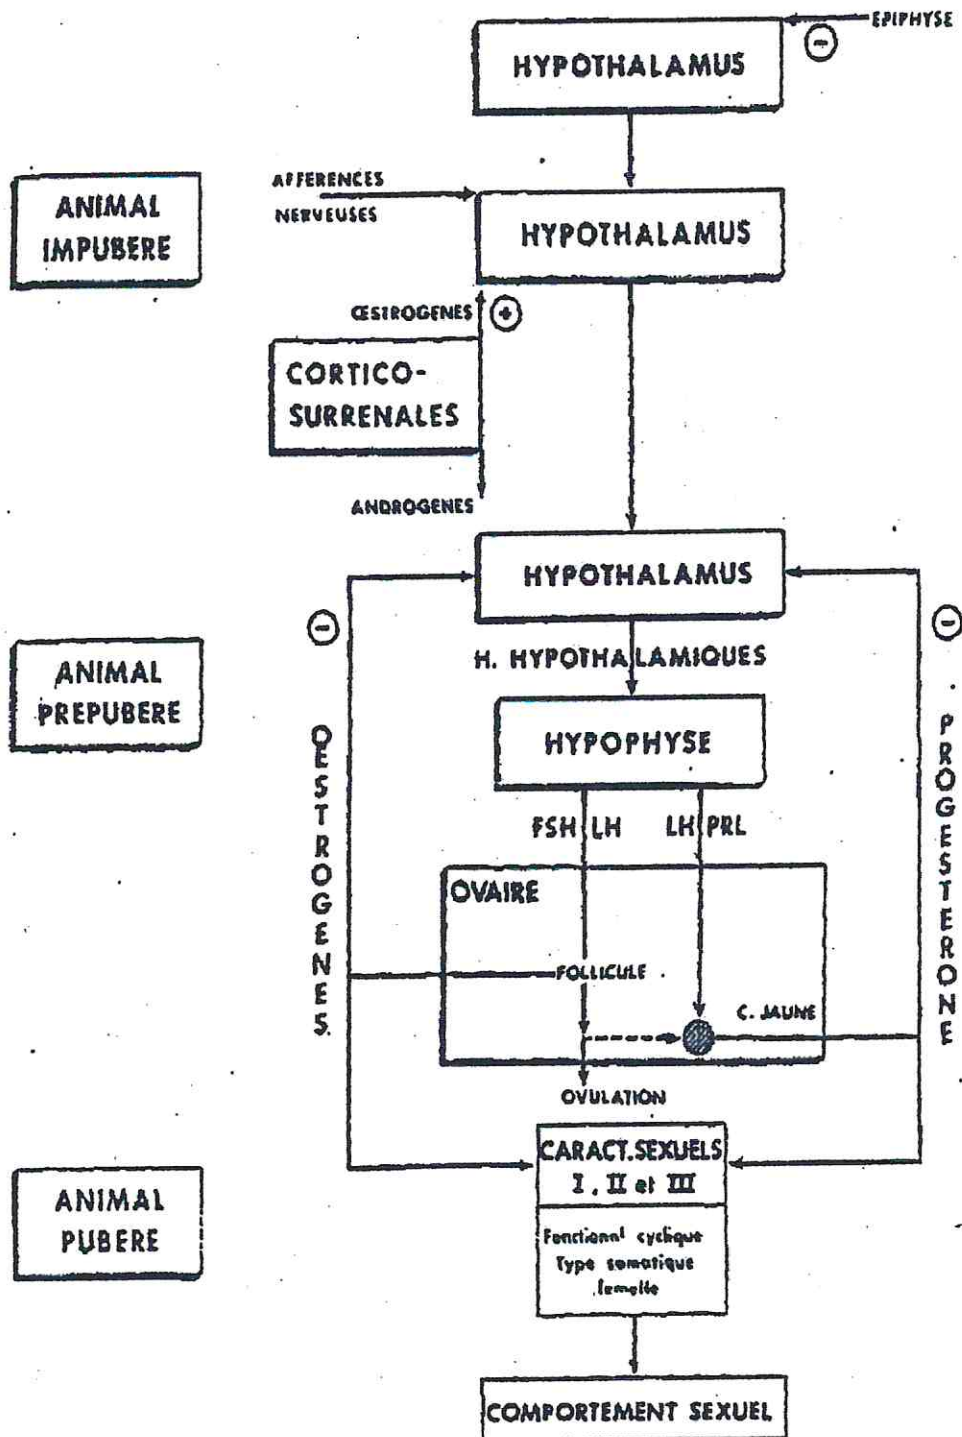 EPIPHYSE
-
HYPOTHALAMUS
AFFERENCES
NERVEUSES
ANIMAL
IMPUBERE
HYPOTHALAMUS
ŒSTROGENES
+
CORTICO-
SURRENALES
ANDROGENES
HYPOTHALAMUS
-
-
H. HYPOTHALAMIQUES
ANIMAL
PREPUBERE
HYPOPHYSE
OESTROGENES
PROGESTERONE
FSH LH LH PRL
OVAIRE
FOLLICULE
C. JAUNE
OVULATION
CARACT. SEXUELS
I, II et III
ANIMAL
PUBERE
Fonctionnl cyclique
Type somatique
femelle
COMPORTEMENT SEXUEL